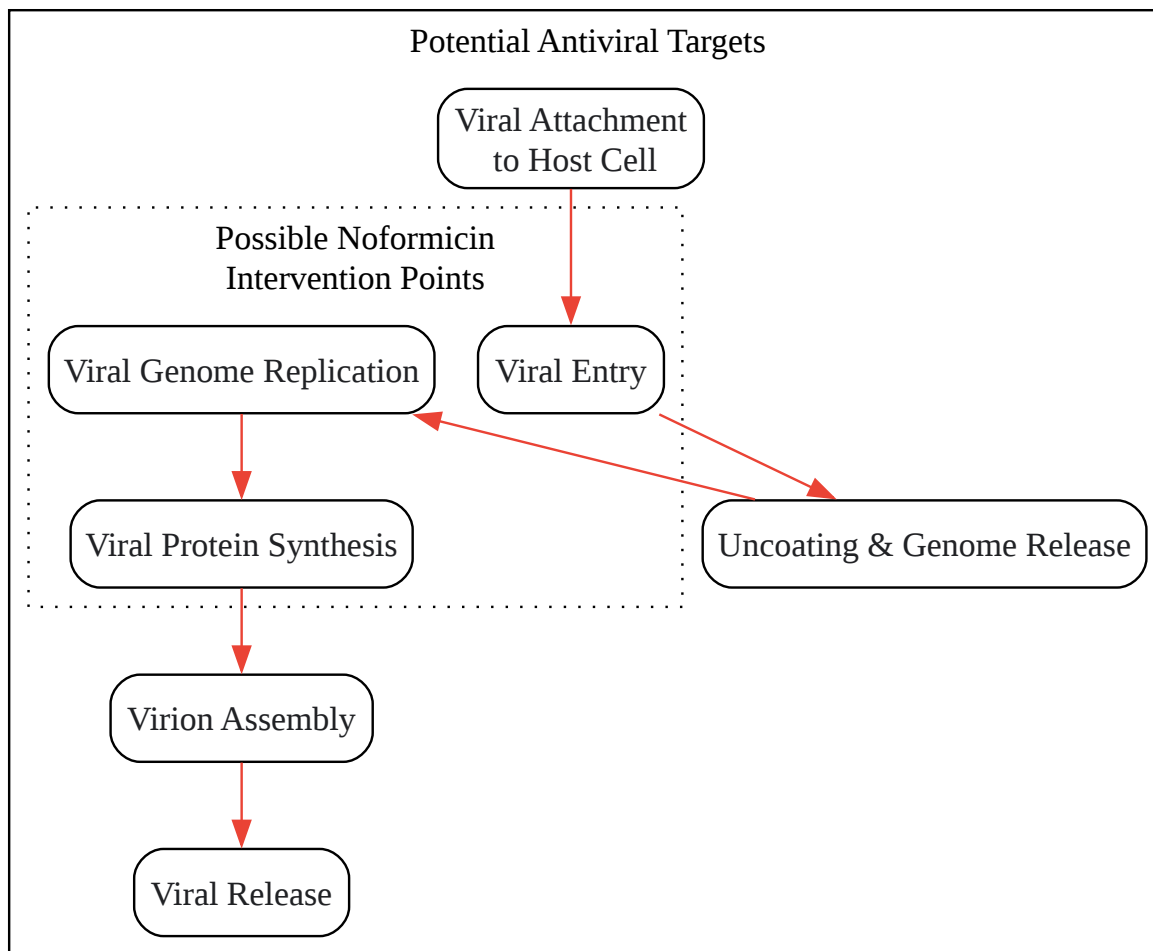 Potential Antiviral Targets
Viral Attachment
to Host Cell
Possible Noformicin
Intervention Points
Viral Genome Replication
Viral Entry
Viral Protein Synthesis
Uncoating & Genome Release
Virion Assembly
Viral Release